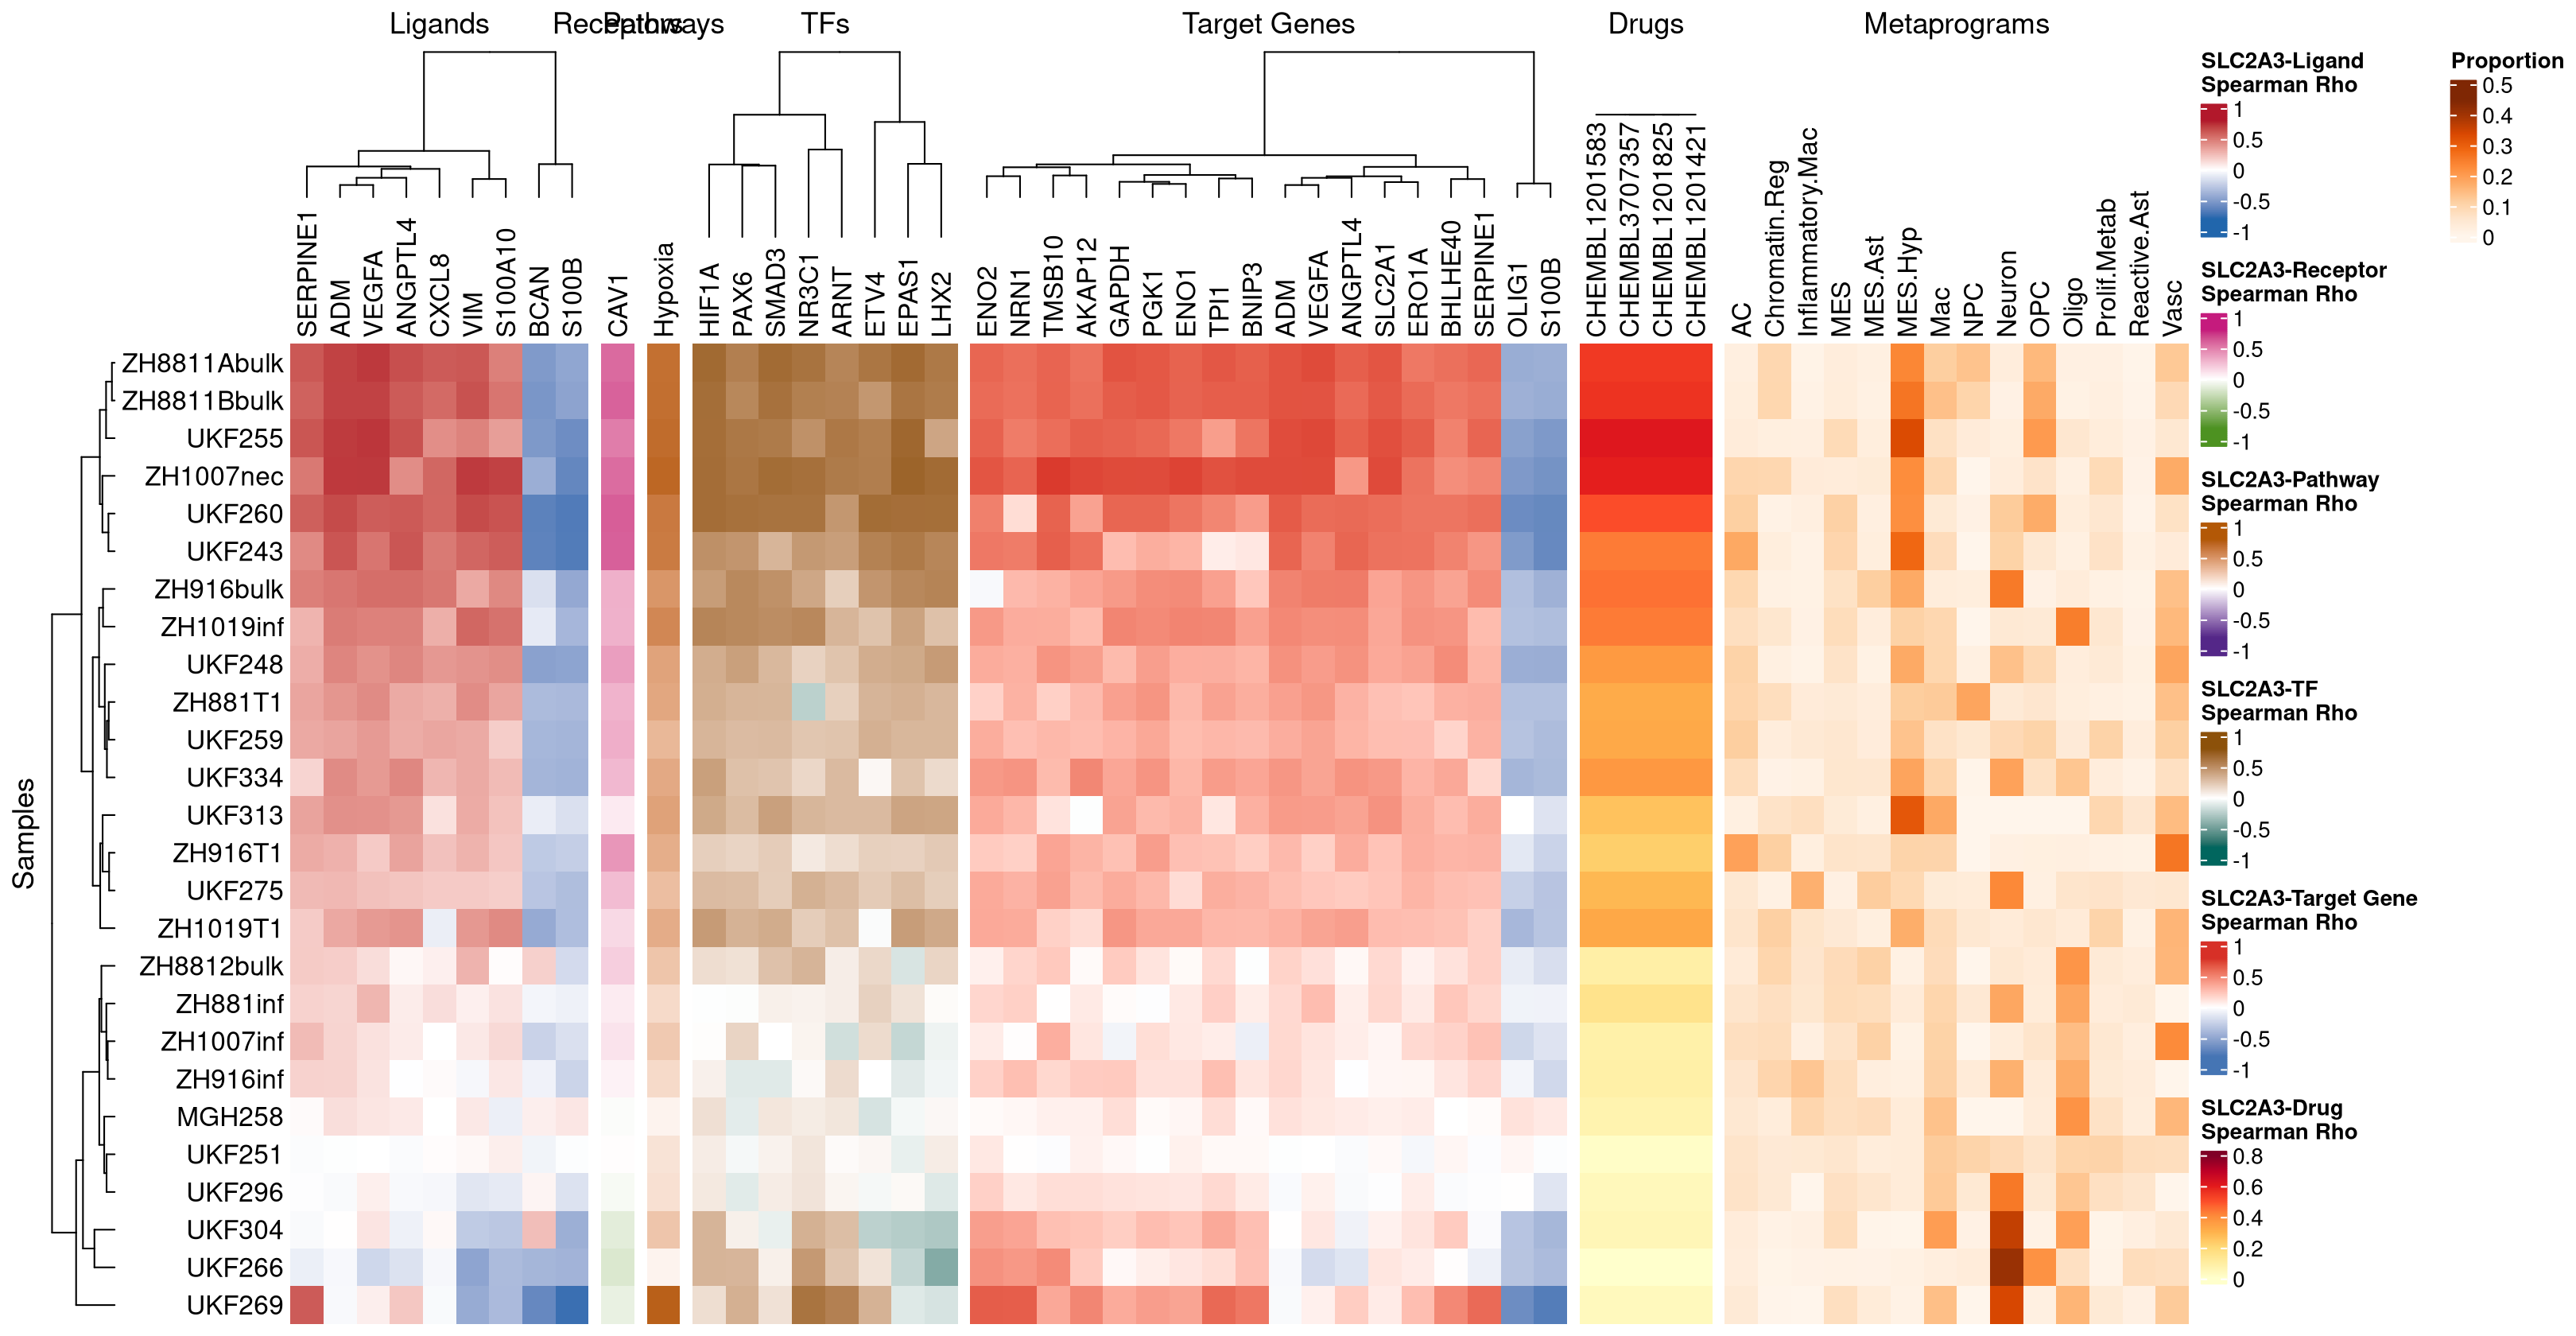 Ligands Receptors Pathways TFs Target Genes Drugs Metaprograms
SERPINE1 ADM VEGFA ANGPTL4 CXCL8 VIM S100A10 BCAN S100B
CAV1
Hypoxia
HIF1A PAX6 SMAD3 NR3C1 ARNT ETV4 EPAS1 LHX2
ENO2 NRN1 TMSB10 AKAP12 GAPDH PGK1 ENO1 TPI1 BNIP3 ADM VEGFA ANGPTL4 SLC2A1 ERO1A BHLHE40 SERPINE1 OLIG1 S100B
CHEMBL1201583 CHEMBL3707357 CHEMBL1201825 CHEMBL1201421
AC Chromatin.Reg Inflammatory.Mac MES MES.Ast MES.Hyp Mac NPC Neuron OPC Oligo Prolif.Metab Reactive.Ast Vasc
Samples
ZH8811Abulk
ZH8811Bbulk
UKF255
ZH1007nec
UKF260
UKF243
ZH916bulk
ZH1019inf
UKF248
ZH881T1
UKF259
UKF334
UKF313
ZH916T1
UKF275
ZH1019T1
ZH8812bulk
ZH881inf
ZH1007inf
ZH916inf
MGH258
UKF251
UKF296
UKF304
UKF266
UKF269
SLC2A3-Ligand
Spearman Rho
1
0.5
0
-0.5
-1
SLC2A3-Receptor
Spearman Rho
1
0.5
0
-0.5
-1
SLC2A3-Pathway
Spearman Rho
1
0.5
0
-0.5
-1
SLC2A3-TF
Spearman Rho
1
0.5
0
-0.5
-1
SLC2A3-Target Gene
Spearman Rho
1
0.5
0
-0.5
-1
SLC2A3-Drug
Spearman Rho
0.8
0.6
0.4
0.2
0
Proportion
0.5
0.4
0.3
0.2
0.1
0